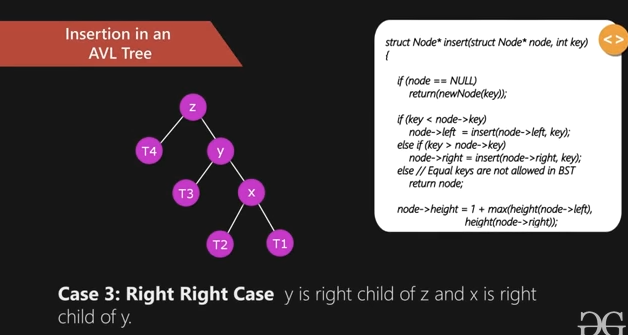 Insertion in an
AVL Tree
z
T4
y
T3
x
T2
T1
struct Node* insert(struct Node* node, int key)
{
if (node == NULL)
return(newNode(key));
if (key < node->key)
node->left = insert(node->left, key);
else if (key > node->key)
node->right = insert(node->right, key);
else // Equal keys are not allowed in BST
return node;
node->height = 1 + max(height(node->left),
height(node->right));
< >
Case 3: Right Right Case y is right child of z and x is right
child of y.